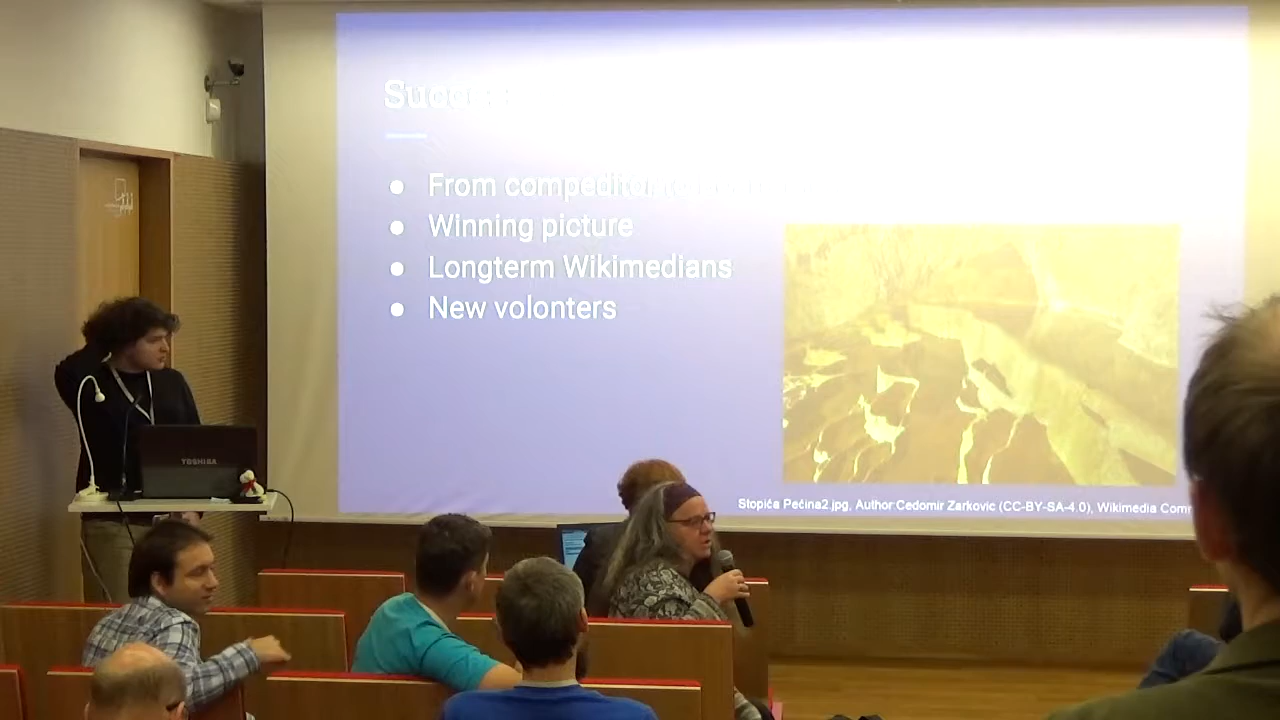 ● From
● Winning picture
● Longterm Wikimedians
● New volonters
Stopića Pećina2.jpg, Author:Cedomir Zarkovic (CC-BY-SA-4.0), Wikimedia
TOSHIBA